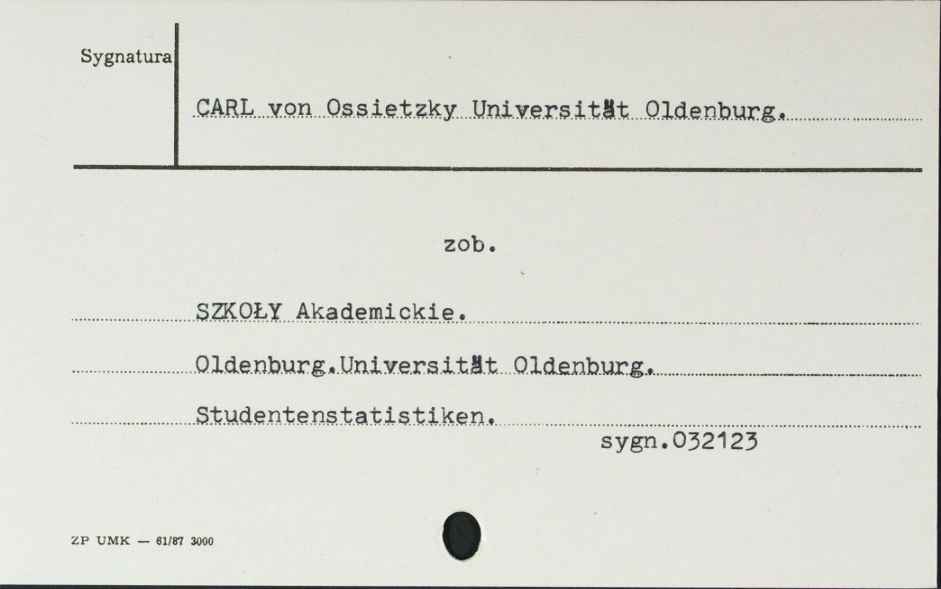 Sygnatura
CARL von Ossietzky Universität Oldenburg.
zob.
SZKOŁY Akademickie.
Oldenburg.Universität Oldenburg.
Studentenstatistiken.
sygn.032123
ZP UMK — 61/87 3000